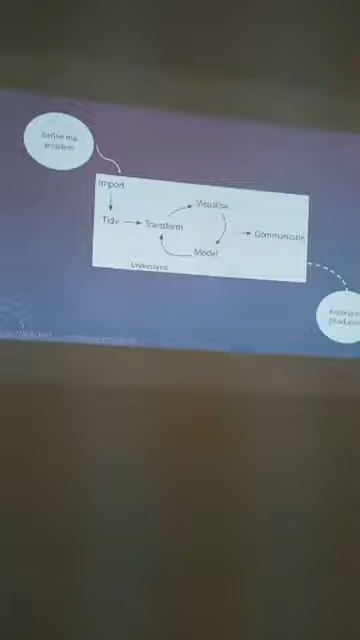 Define the
problem
Import
Tidy
Transform
Visualise
Model
Communicate
Understand